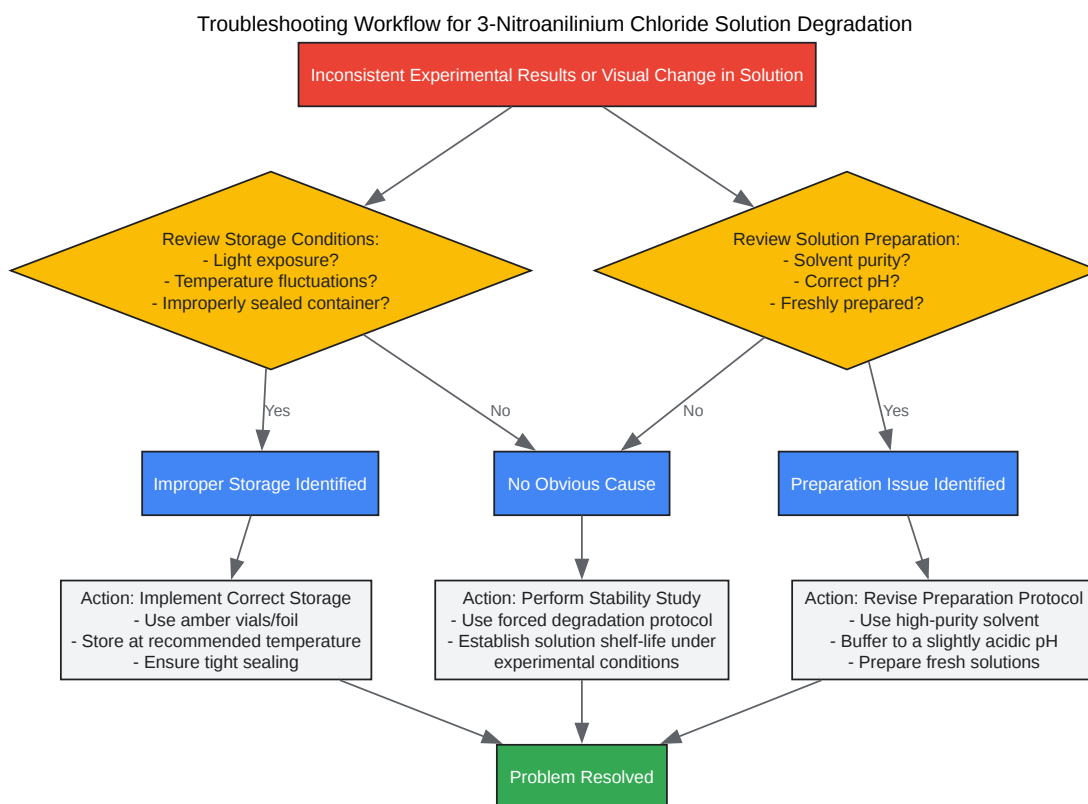 Troubleshooting Workflow for 3-Nitroanilinium Chloride Solution Degradation
Inconsistent Experimental Results or Visual Change in Solution
Review Storage Conditions:
- Light exposure?
- Temperature fluctuations?
- Improperly sealed container?
Review Solution Preparation:
- Solvent purity?
- Correct pH?
- Freshly prepared?
Yes
No
No
Yes
Improper Storage Identified
No Obvious Cause
Preparation Issue Identified
Action: Implement Correct Storage
- Use amber vials/foil
- Store at recommended temperature
- Ensure tight sealing
Action: Perform Stability Study
- Use forced degradation protocol
- Establish solution shelf-life under
experimental conditions
Action: Revise Preparation Protocol
- Use high-purity solvent
- Buffer to a slightly acidic pH
- Prepare fresh solutions
Problem Resolved